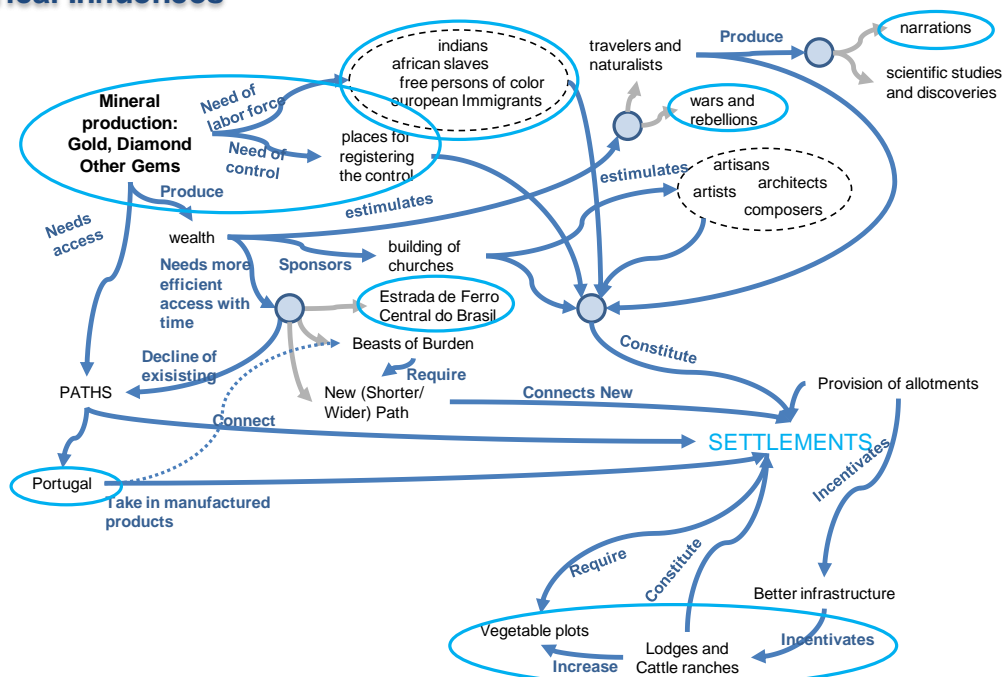 Influences
indians
african slaves
free persons of color
european Immigrants
travelers and
naturalists
Produce
narrations
scientific studies
and discoveries
Mineral
production:
Gold, Diamond
Other Gems
Need of
labor force
Need of
control
places for
registering
the control
wars and
rebellions
estimates
artisans
architects
artists
composers
Produce
estimulates
estimulates
Needs
access
wealth
Needs more
efficient
access with
time
Sponsors
building of
churches
Estrada de Ferro
Central do Brasil
Beasts of Burden
Constitute
Decline of
exisisting
Require
PATHS
New (Shorter/
Wider) Path
Connects New
Provision of allotments
Connect
SETTLEMENTS
Incentivates
Portugal
Take in manufactured
products
Require
Constitute
Better infrastructure
Vegetable plots
Lodges and
Cattle ranches
Incentivates
Increase